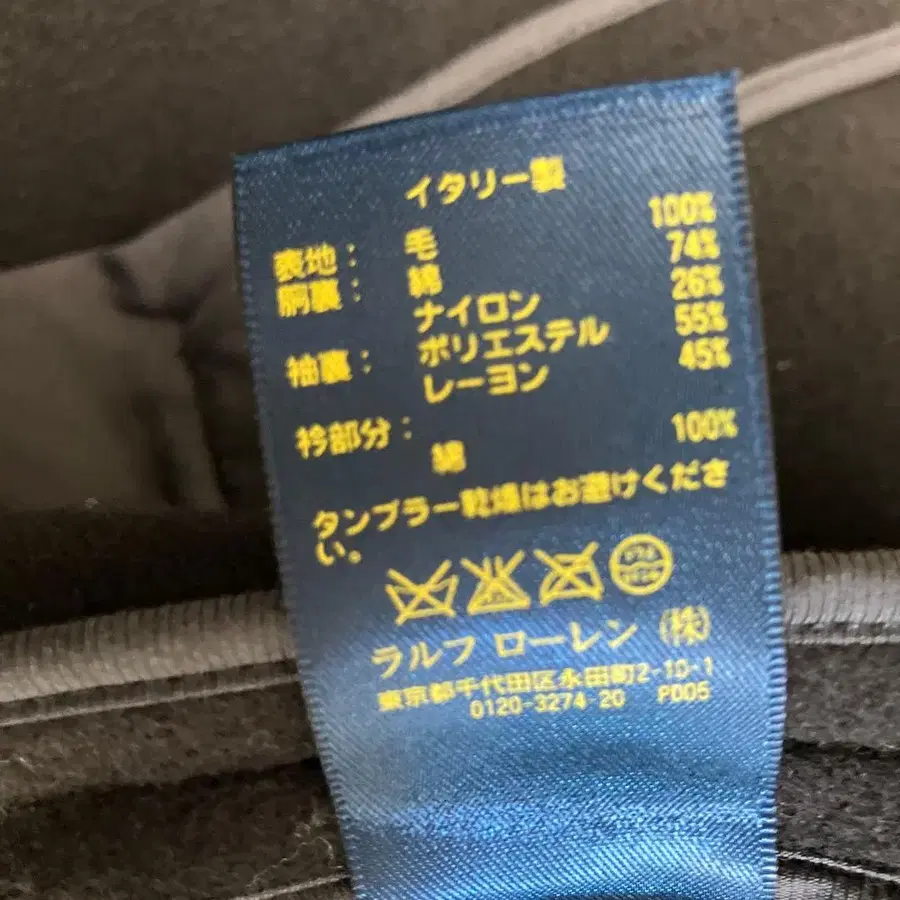 イタリー製
表地： 毛 100%
胴裏： 綿 74%
ナイロン 26%
袖裏： ポリエステル 55%
レーヨン 45%
衿部分：
綿 100%
タンブラー乾燥はお避けくださ
い。
ラルフ ローレン （株）
東京都千代田区永田町2-10-1
0120-3274-20 P005